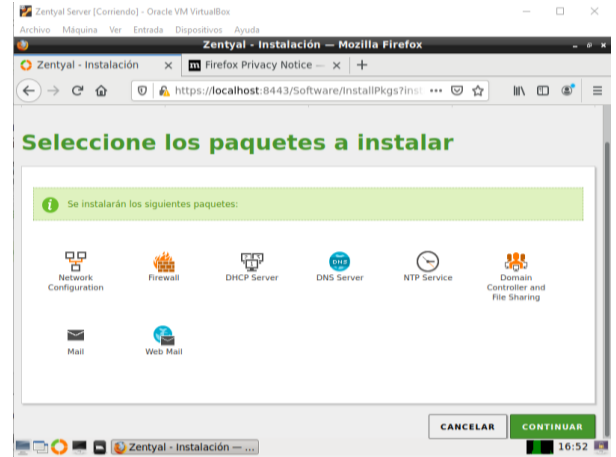 Zentyal Server [Corriendo] - Oracle VM VirtualBox
Archivo Máquina Ver Entrada Dispositivos Ayuda
Zentyal - Instalación — Mozilla Firefox
Zentyal - Instalación
m Firefox Privacy Notice —
https://localhost:8443/Software/InstallPkgs?inst
Seleccione los paquetes a instalar
i Se instalarán los siguientes paquetes:
Network Configuration
Firewall
DHCP Server
DNS
DNS Server
NTP Service
Domain Controller and File Sharing
Mail
Web Mail
CANCELAR CONTINUAR
Zentyal - Instalación — ...
16:52